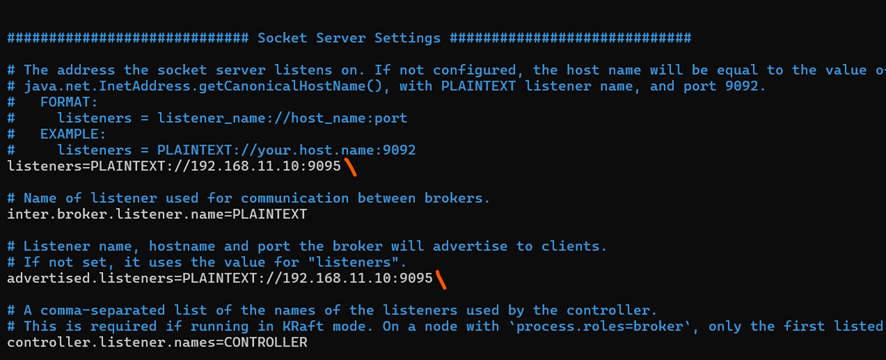 ############################# Socket Server Settings #############################
# The address the socket server listens on. If not configured, the host name will be equal to the value of
# java.net.InetAddress.getCanonicalHostName(), with PLAINTEXT listener name, and port 9092.
#   FORMAT:
#     listeners = listener_name://host_name:port
#   EXAMPLE:
#     listeners = PLAINTEXT://your.host.name:9092
listeners=PLAINTEXT://192.168.11.10:9095
# Name of listener used for communication between brokers.
inter.broker.listener.name=PLAINTEXT
# Listener name, hostname and port the broker will advertise to clients.
# If not set, it uses the value for "listeners".
advertised.listeners=PLAINTEXT://192.168.11.10:9095
# A comma-separated list of the names of the listeners used by the controller.
# This is required if running in KRaft mode. On a node with `process.roles=broker`, only the first listed
controller.listener.names=CONTROLLER